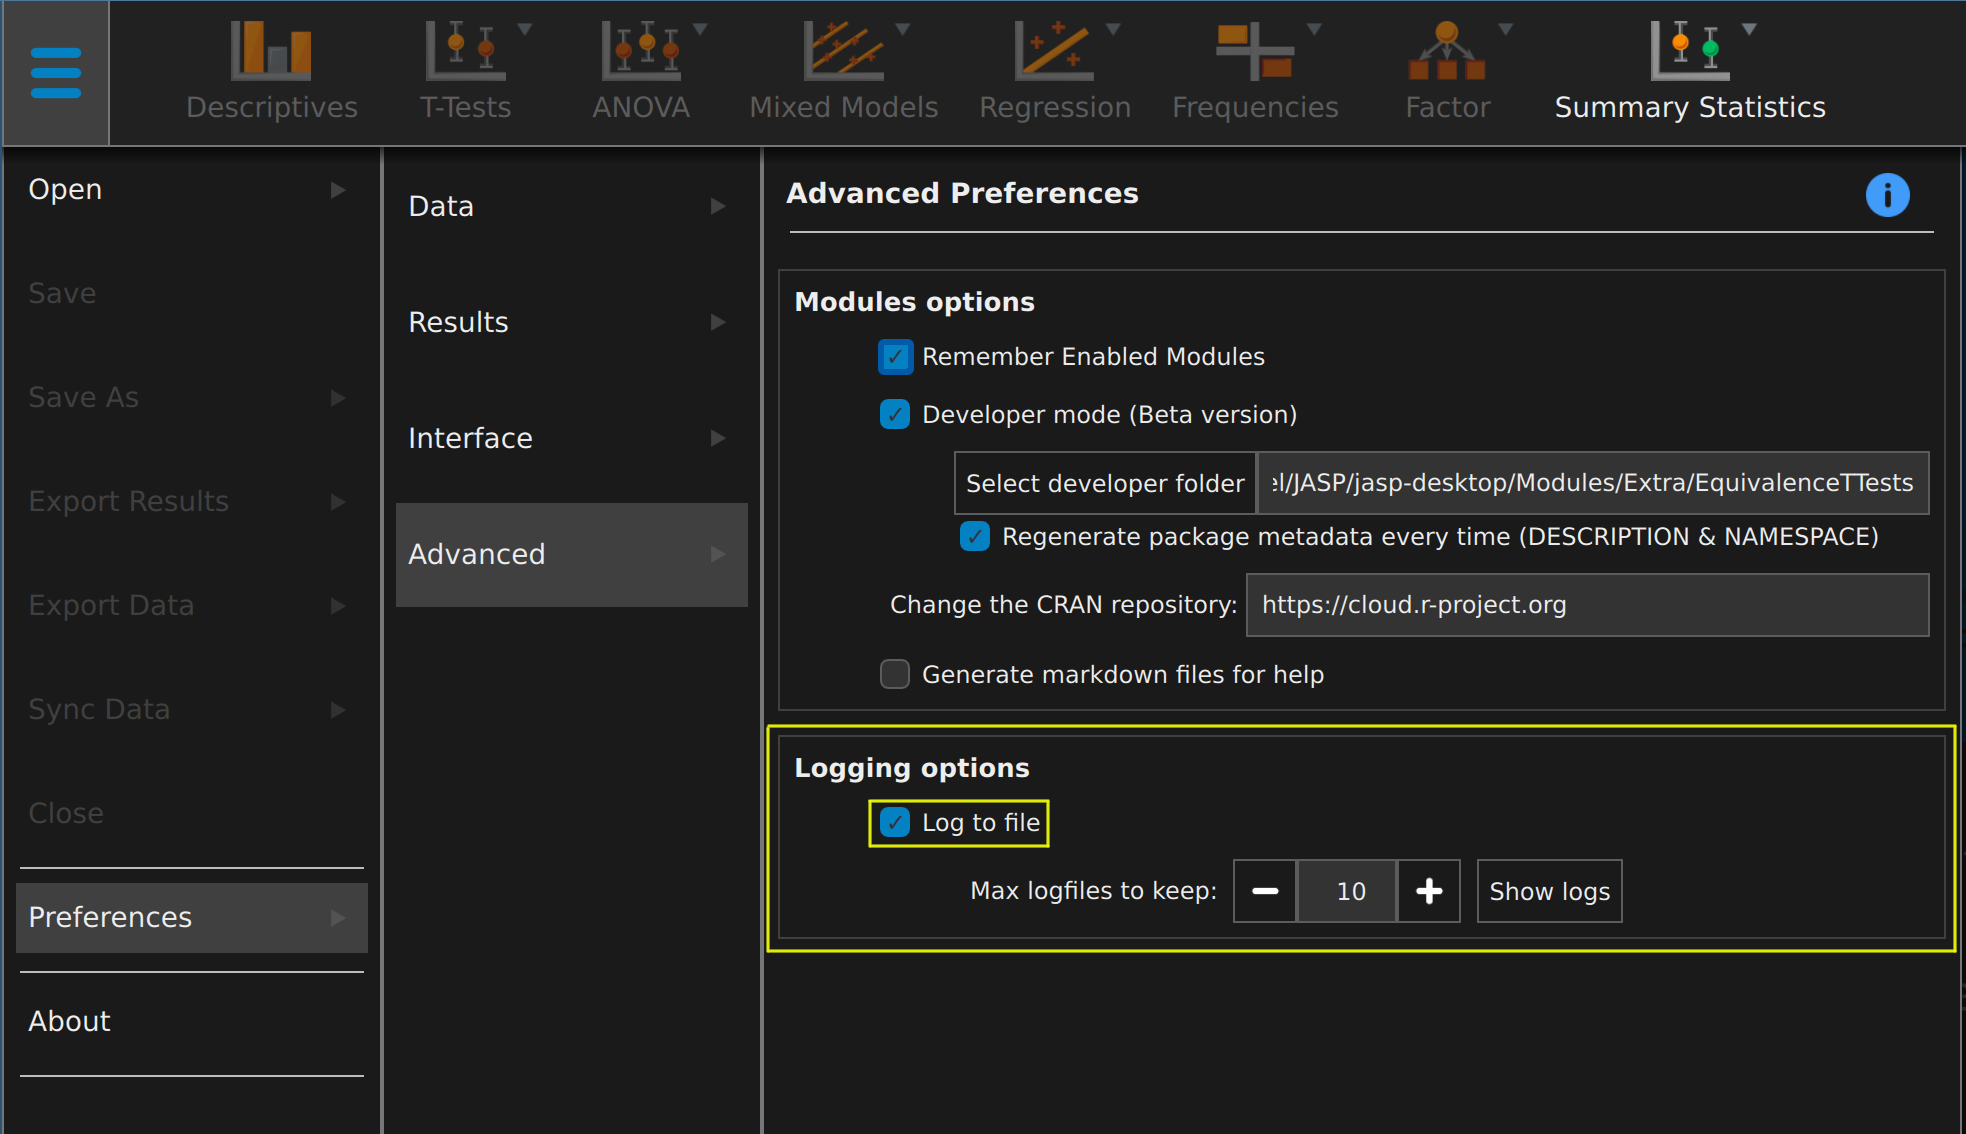 Descriptives
T-Tests
ANOVA
Mixed Models
Regression
Frequencies
Factor
Summary Statistics
Open
Save
Save As
Export Results
Export Data
Sync Data
Close
Preferences
About
Data
Results
Interface
Advanced
Advanced Preferences
Modules options
Remember Enabled Modules
Developer mode (Beta version)
Select developer folder
l/JASP/jasp-desktop/Modules/Extra/EquivalenceTTests
Regenerate package metadata every time (DESCRIPTION & NAMESPACE)
Change the CRAN repository: https://cloud.r-project.org
Generate markdown files for help
Logging options
Log to file
Max logfiles to keep: 10 Show logs